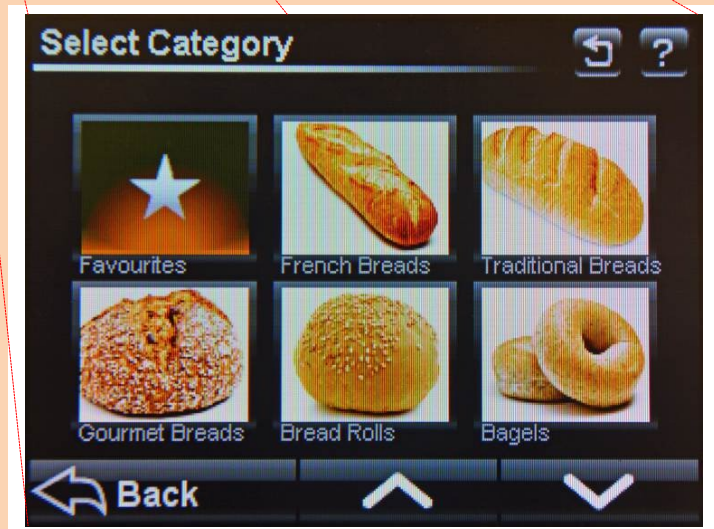 Select Category
?
Favourites
French Breads
Traditional Breads
Gourmet Breads
Bread Rolls
Bagels
Back